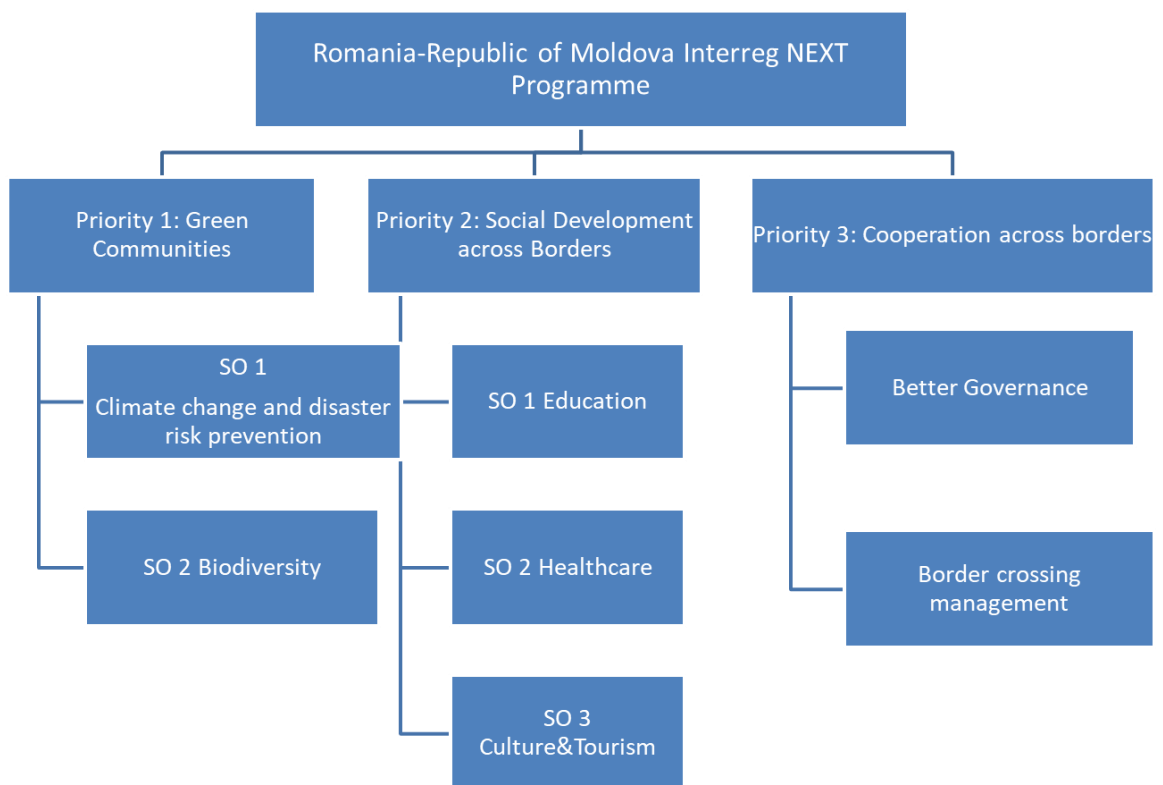 Romania-Republic of Moldova Interreg NEXT
Programme
Priority 1: Green
Communities
Priority 2: Social Development
across Borders
Priority 3: Cooperation across borders
SO 1
Climate change and disaster
risk prevention
SO 2 Biodiversity
SO 1 Education
SO 2 Healthcare
SO 3
Culture&Tourism
Better Governance
Border crossing
management